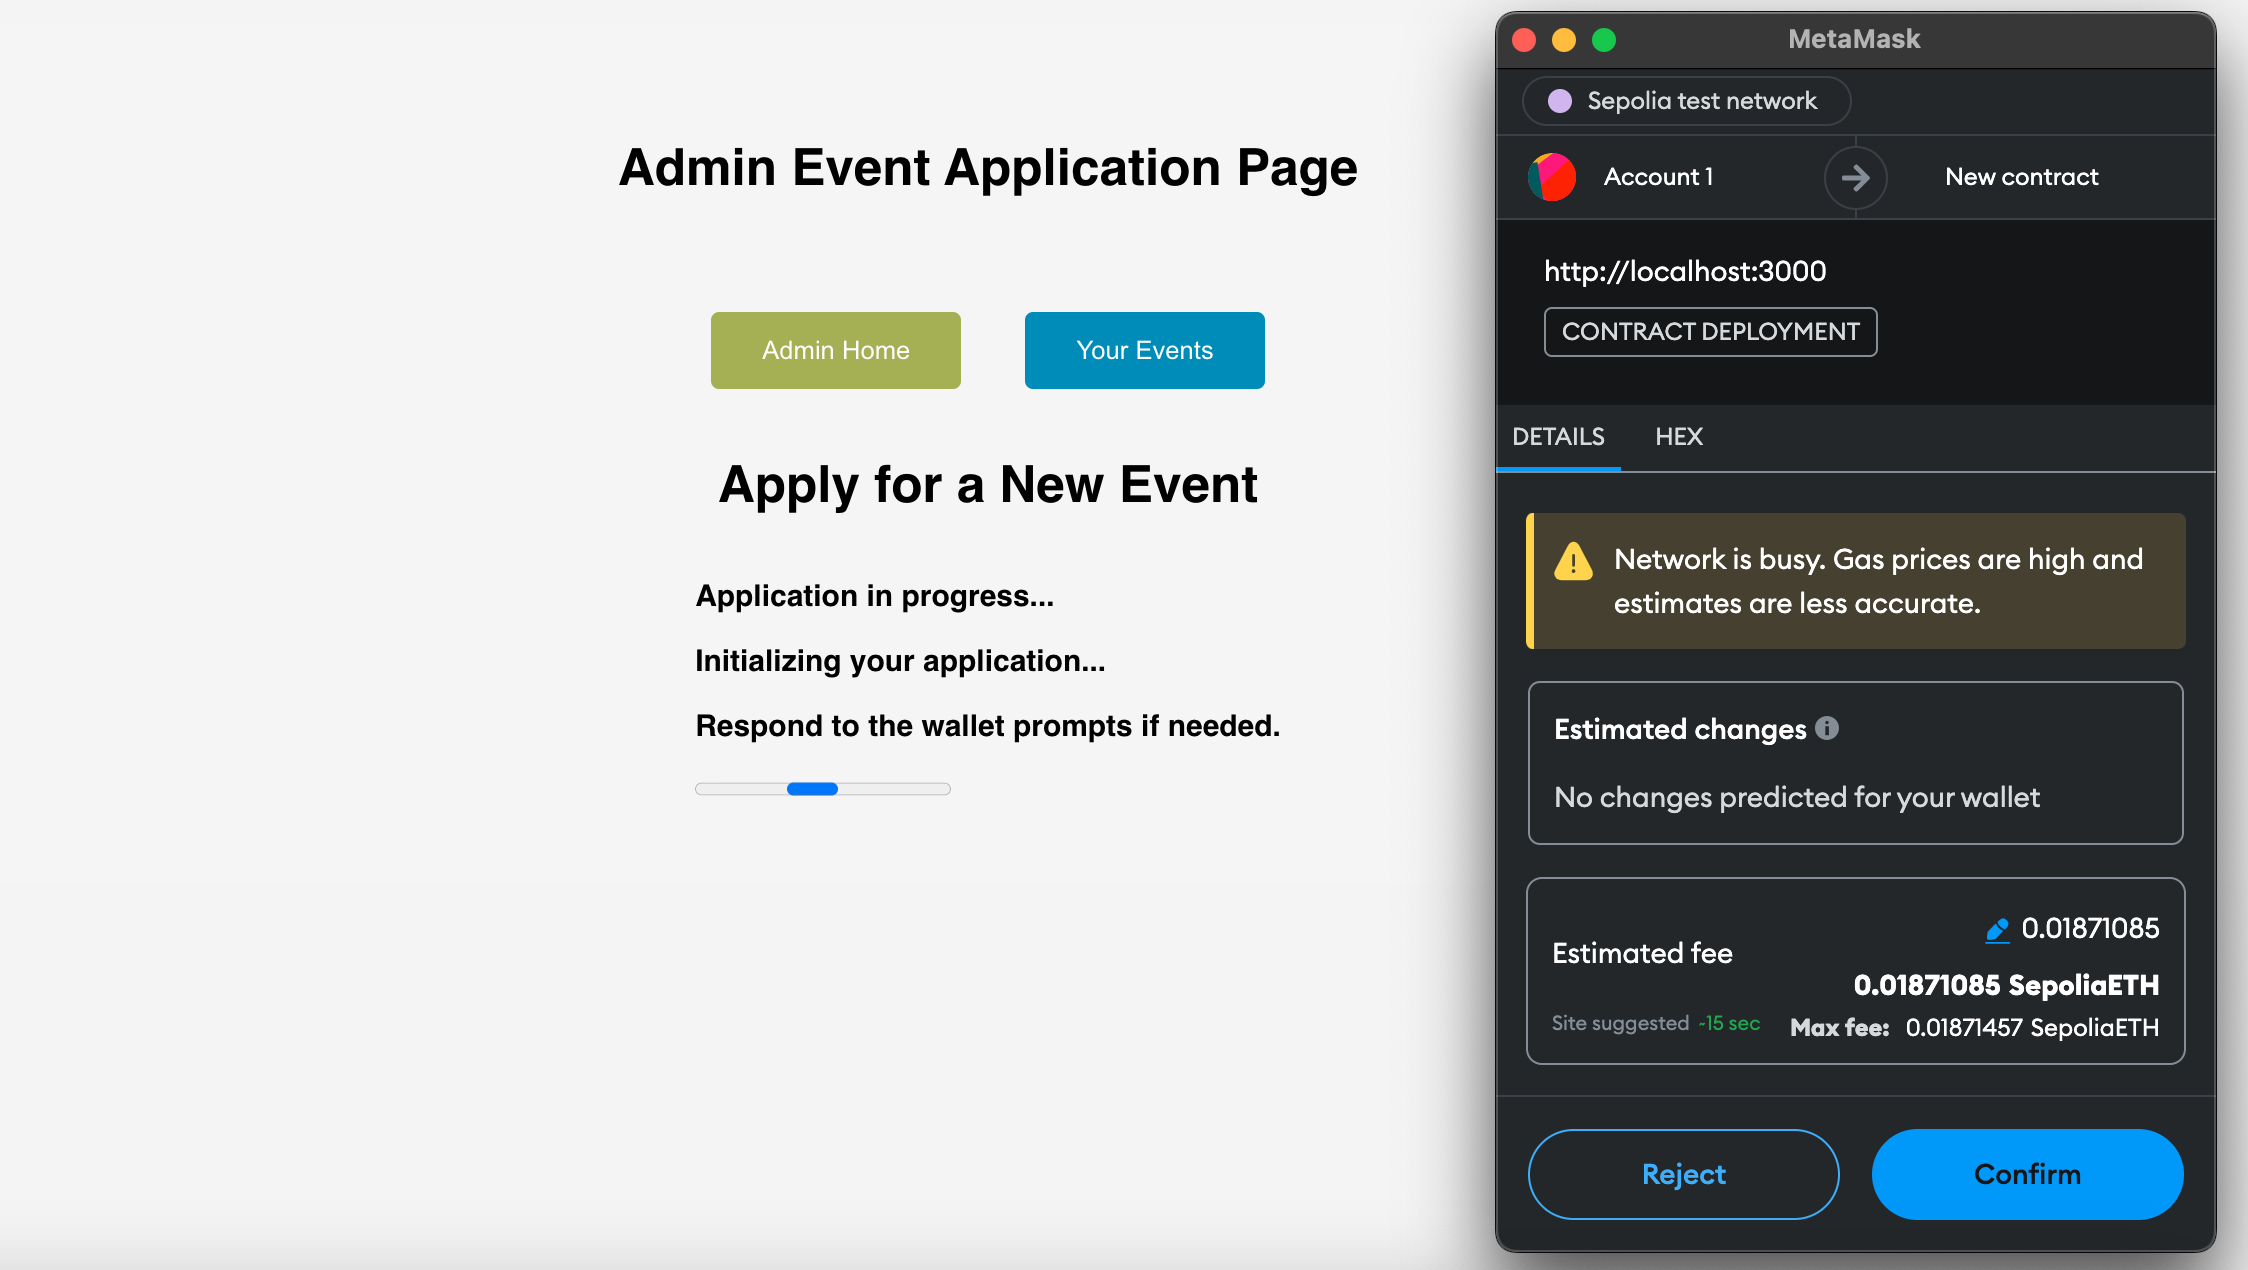 Admin Event Application Page
Admin Home
Your Events
Apply for a New Event
Application in progress...
Initializing your application...
Respond to the wallet prompts if needed.
MetaMask
Sepolia test network
Account 1
New contract
http://localhost:3000
CONTRACT DEPLOYMENT
DETAILS
HEX
Network is busy. Gas prices are high and
estimates are less accurate.
Estimated changes
No changes predicted for your wallet
Estimated fee
0.01871085
0.01871085 SepoliaETH
Site suggested ~15 sec
Max fee: 0.01871457 SepoliaETH
Reject
Confirm